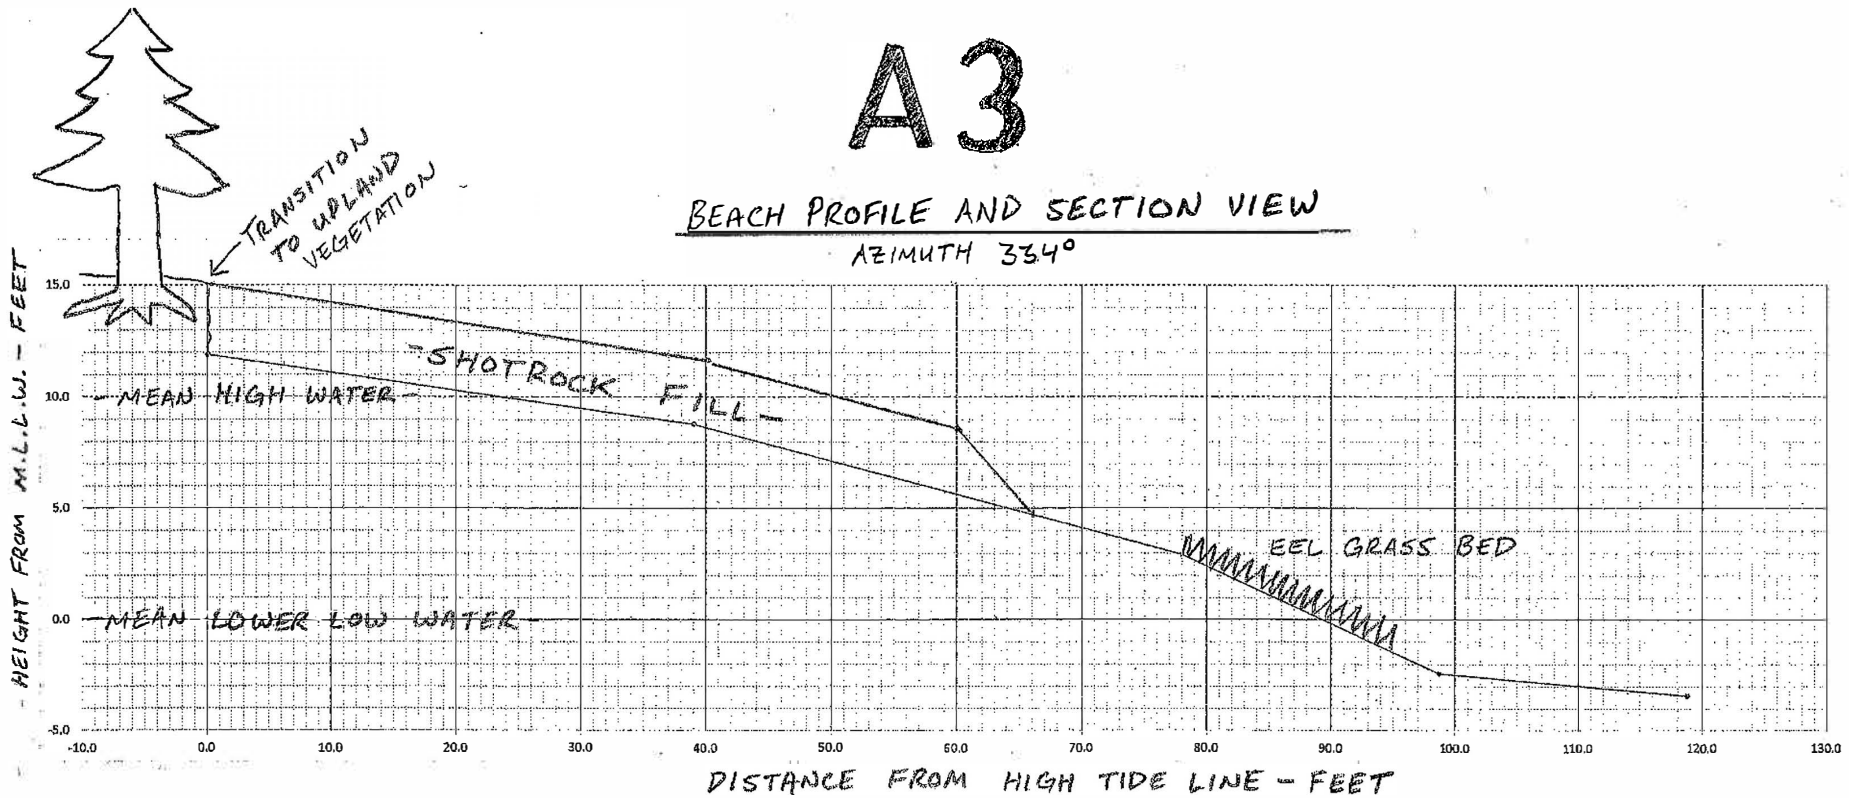 A3
BEACH PROFILE AND SECTION VIEW
AZIMUTH 334°
TRANSITION
TO UPLAND
VEGETATION
- HEIGHT FROM M.L.L.W. - FEET
15.0
10.0
5.0
0.0
-5.0
- SHOTROCK FILL -
- MEAN HIGH WATER -
EEL GRASS BED
- MEAN LOWER LOW WATER -
-10.0 0.0 10.0 20.0 30.0 40.0 50.0 60.0 70.0 80.0 90.0 100.0 110.0 120.0 130.0
DISTANCE FROM HIGH TIDE LINE - FEET